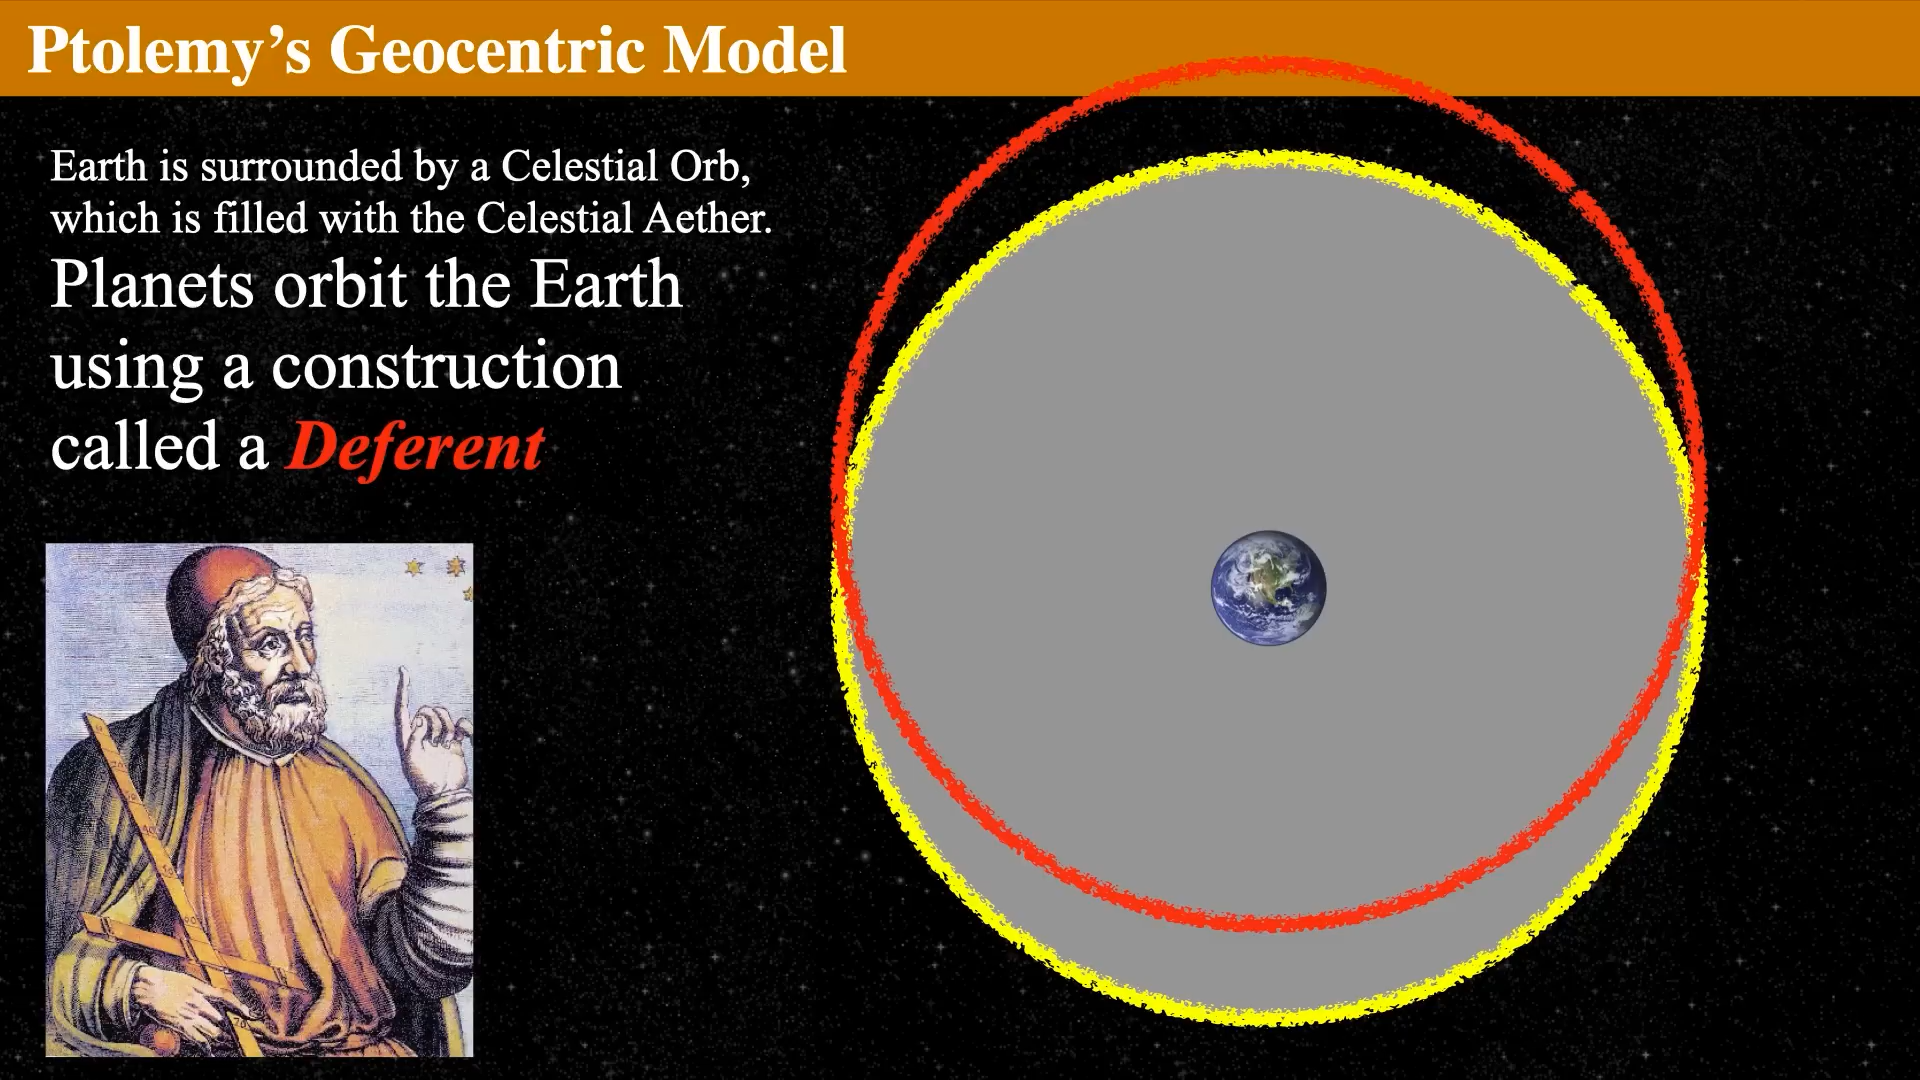 Ptolemy’s Geocentric Model
Earth is surrounded by a Celestial Orb,
which is filled with the Celestial Aether.
Planets orbit the Earth
using a construction
called a Deferent